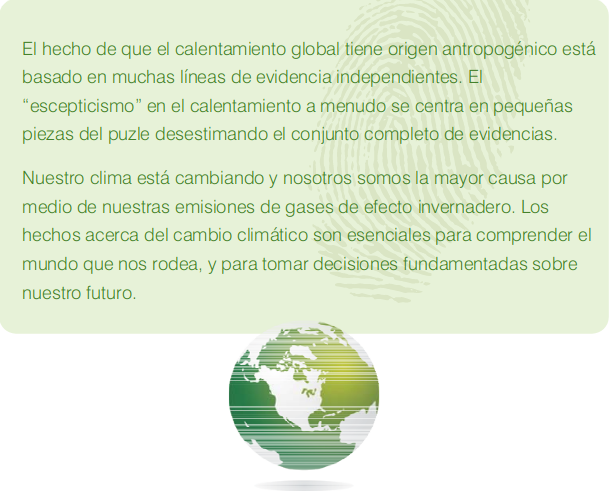 El hecho de que el calentamiento global tiene origen antropogénico está
basado en muchas líneas de evidencia independientes. El
“escepticismo” en el calentamiento a menudo se centra en pequeñas
piezas del puzle desestimando el conjunto completo de evidencias.
Nuestro clima está cambiando y nosotros somos la mayor causa por
medio de nuestras emisiones de gases de efecto invernadero. Los
hechos acerca del cambio climático son esenciales para comprender el
mundo que nos rodea, y para tomar decisiones fundamentadas sobre
nuestro futuro.